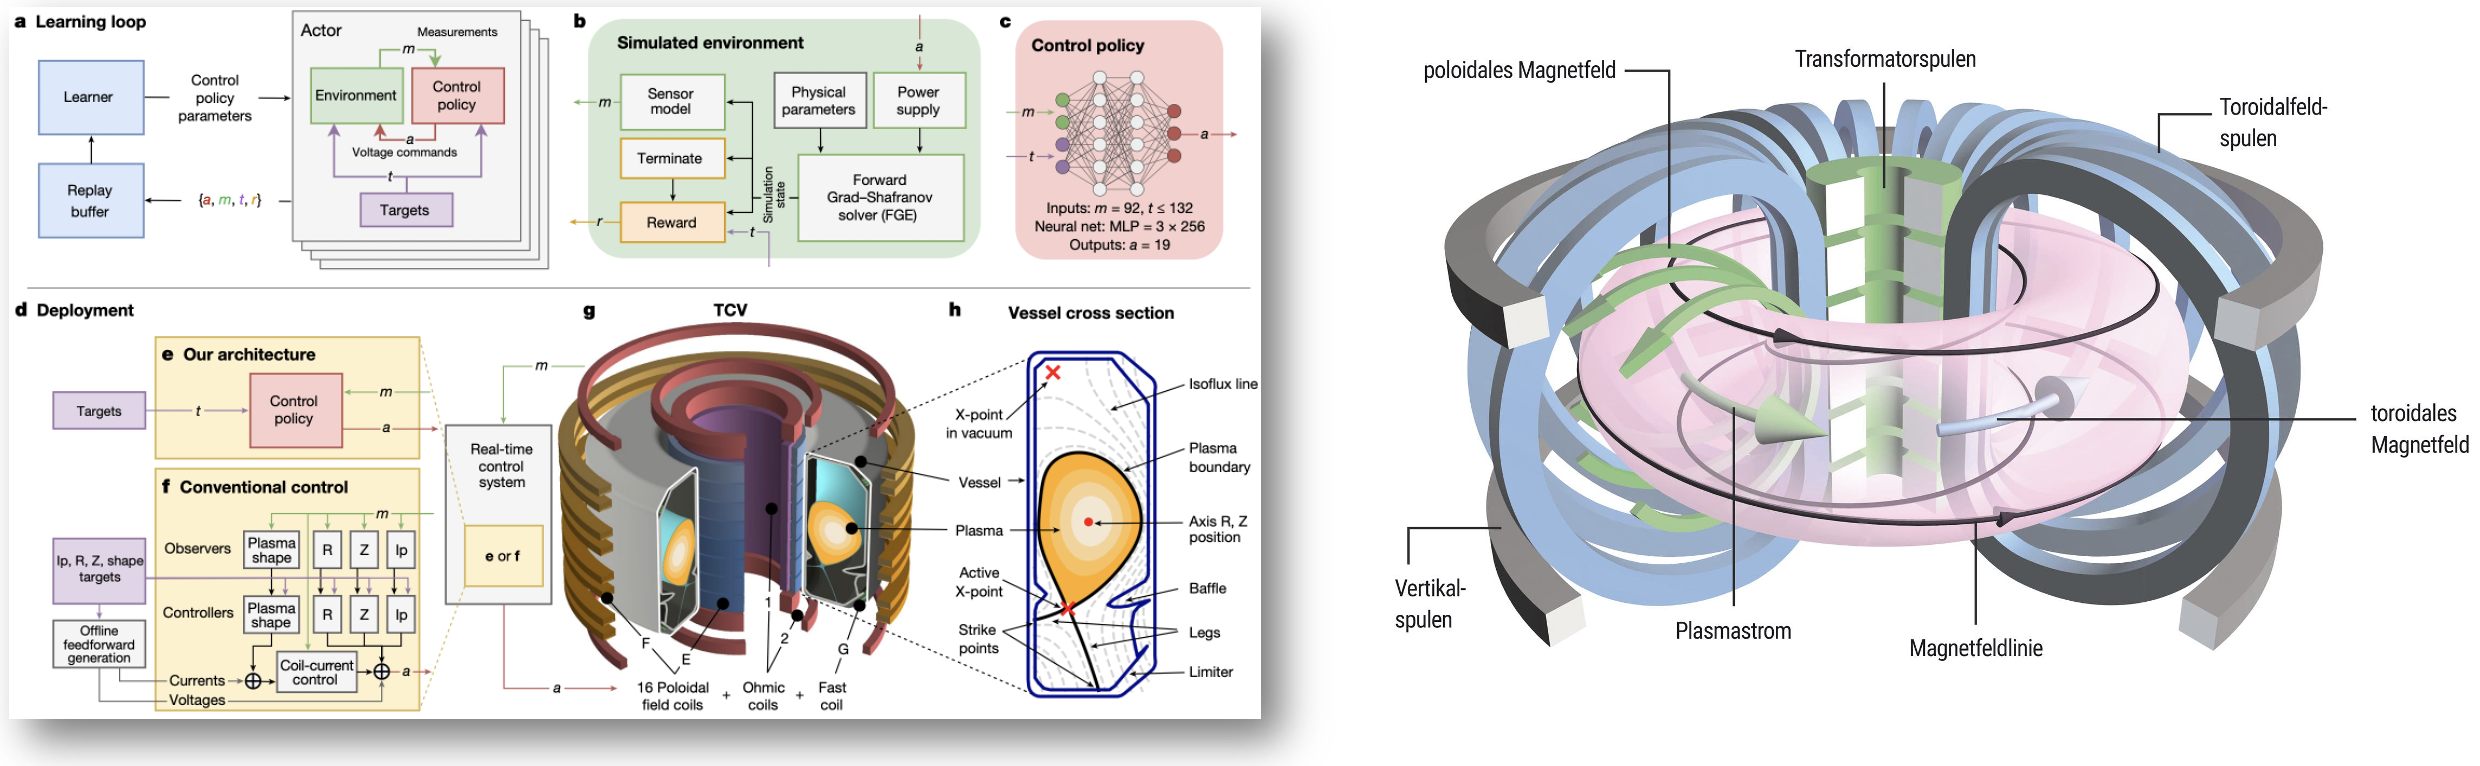 a Learning loop
Learner
Replay
buffer
Control
policy
parameters
{a, m, t, r}
Actor
Measurements
m
Environment
Control
policy
a
Voltage commands
t
Targets
b
Simulated environment
a
m
Sensor
model
Physical
parameters
Power
supply
Terminate
Simulation
state
Forward
Grad–Shafranov
solver (FGE)
r
Reward
t
c
Control policy
m
t
a
Inputs: m = 92, t ≤ 132
Neural net: MLP = 3 × 256
Outputs: a = 19
d Deployment
e Our architecture
Targets
t
Control
policy
m
a
f Conventional control
m
Observers
Plasma
shape
R
Z
Ip
Ip, R, Z, shape
targets
Controllers
Plasma
shape
R
Z
Ip
Offline
feedforward
generation
Coil-current
control
a
Currents
Voltages
m
Real-time
control
system
e or f
a
g
TCV
F
E
1
2
G
16 Poloidal
field coils
+
Ohmic
coils
+
Fast
coil
h
Vessel cross section
X-point
in vacuum
Vessel
Plasma
Active
X-point
Strike
points
Isoflux line
Plasma
boundary
Axis R, Z
position
Baffle
Legs
Limiter
poloidales Magnetfeld
Transformatorspulen
Toroidalfeld-
spulen
toroidales
Magnetfeld
Vertikal-
spulen
Plasmastrom
Magnetfeldlinie